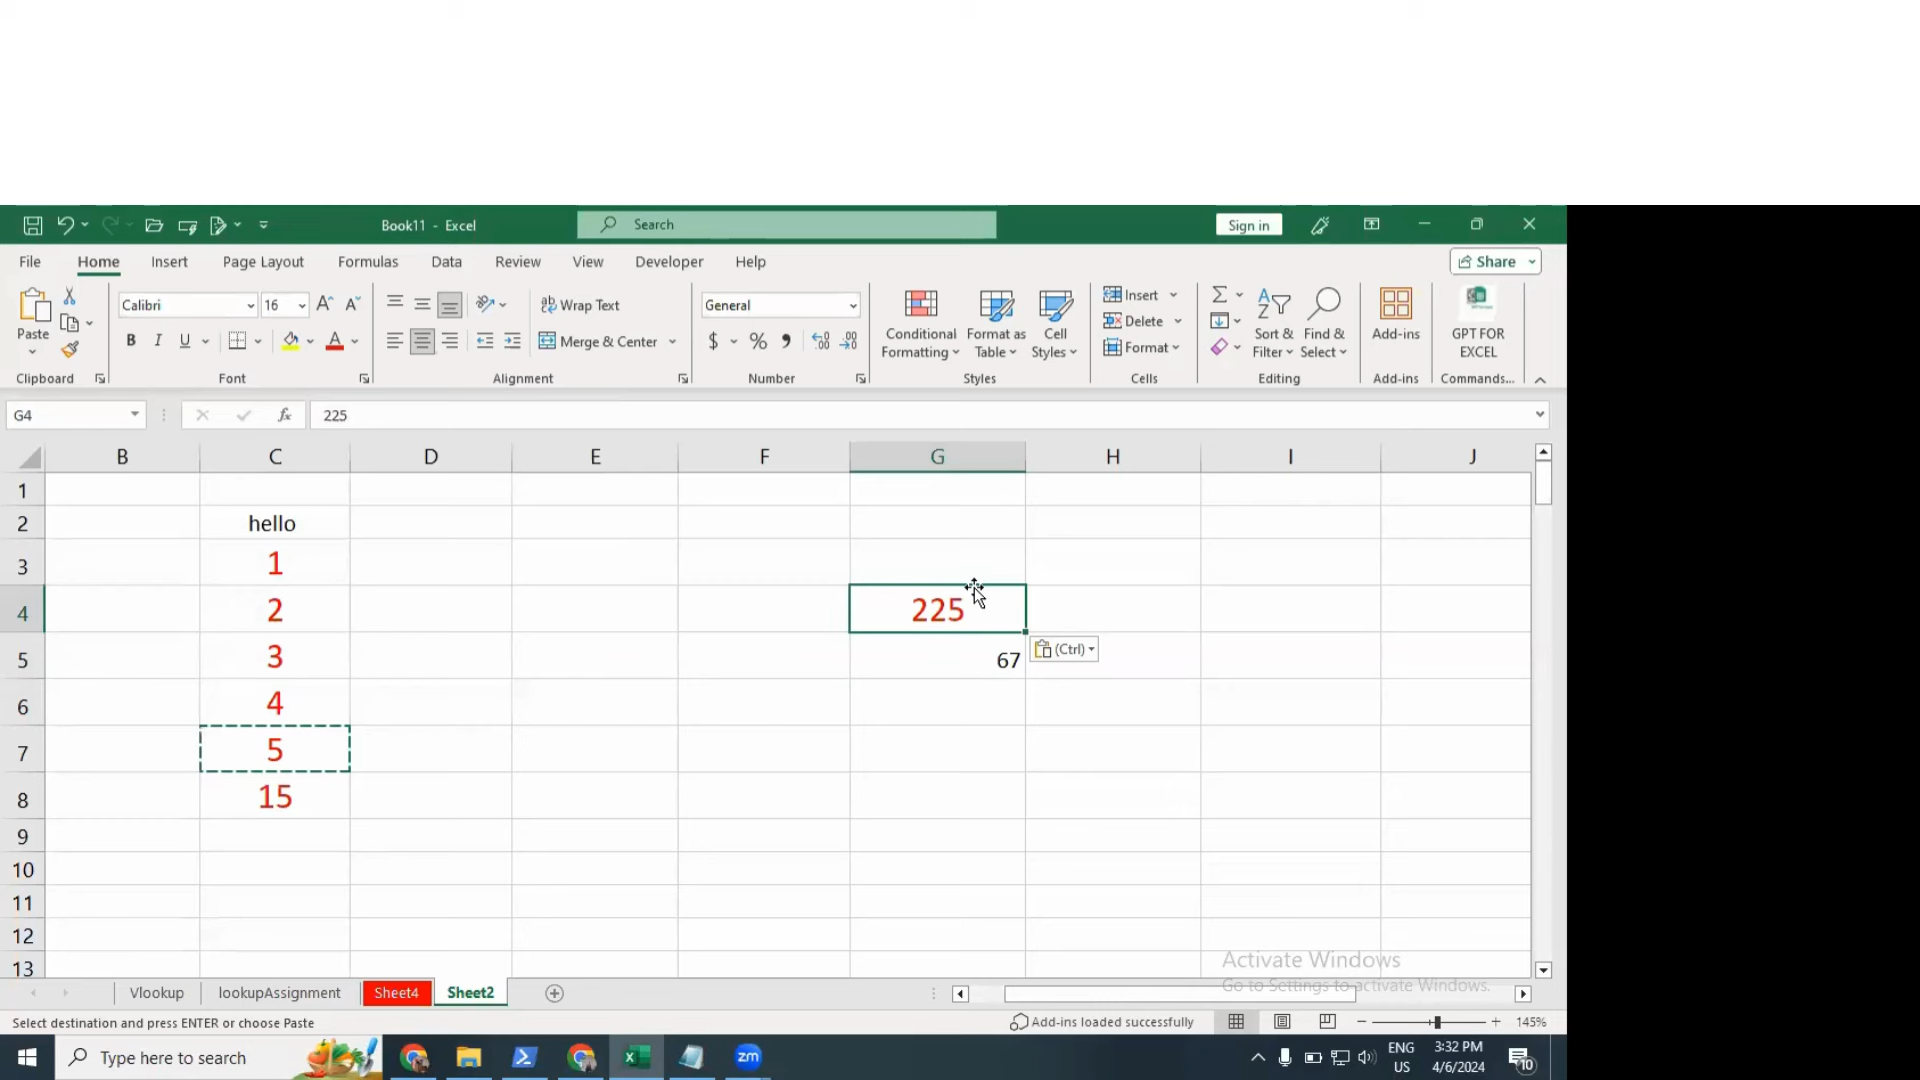 Book11 - Excel
Search
Sign in
File Home Insert Page Layout Formulas Data Review View Developer Help
Share
Paste
Clipboard
Calibri 16
B I U
Font
Wrap Text
Merge & Center
Alignment
General
$ % ,
Number
Conditional Formatting
Format as Table
Cell Styles
Styles
Insert
Delete
Format
Cells
Sort & Filter
Find & Select
Editing
Add-ins
Add-ins
GPT FOR EXCEL
Commands...
G4 fx 225
B C D E F G H I J
1
2 hello
3 1
4 2 225
5 3 67 (Ctrl)
6 4
7 5
8 15
9
10
11
12
13
Activate Windows
Go to Settings to activate Windows.
Vlookup lookupAssignment Sheet4 Sheet2
Select destination and press ENTER or choose Paste
Add-ins loaded successfully
145%
Type here to search
zm
ENG US
3:32 PM
4/6/2024
10